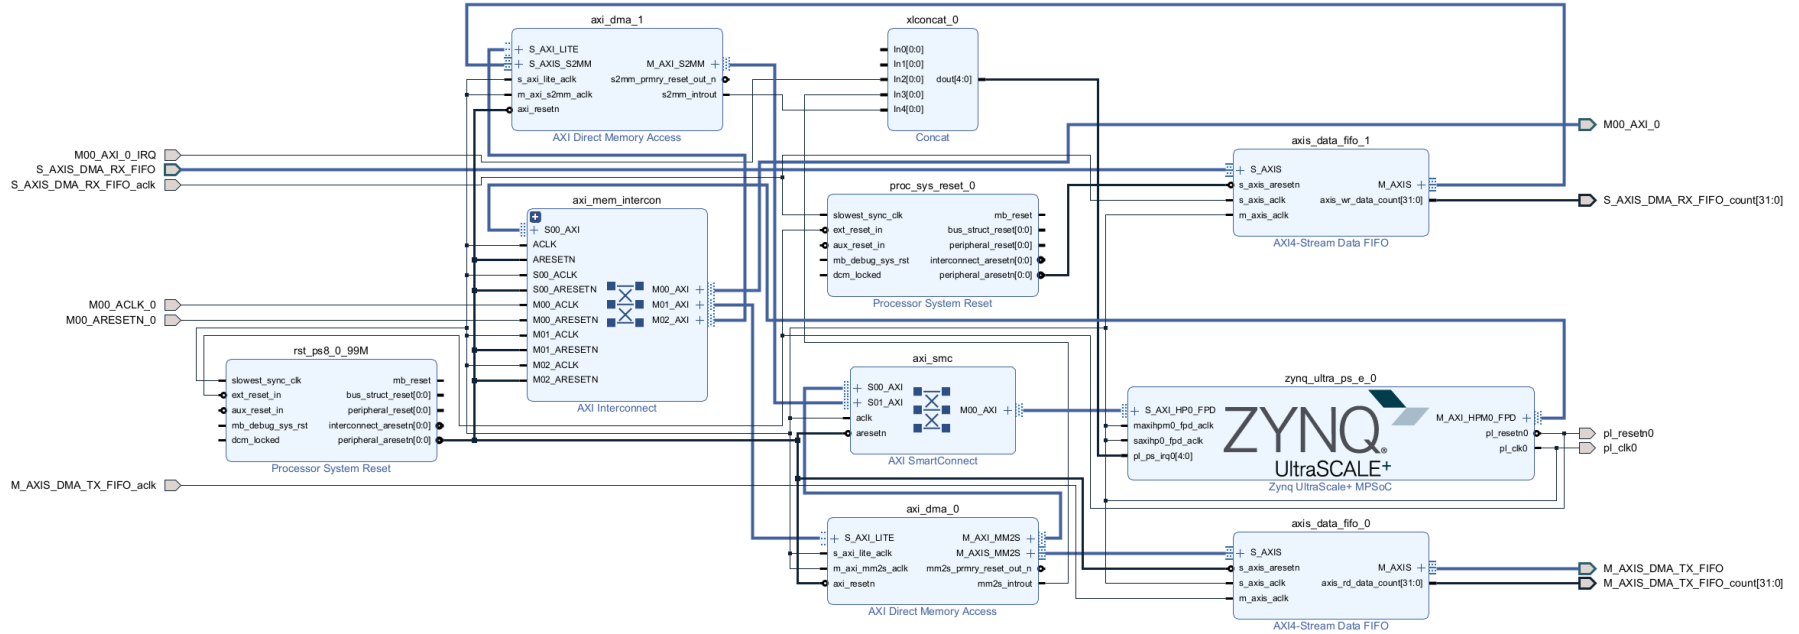 axi_dma_1
S_AXI_LITE
S_AXIS_S2MM
s_axi_lite_aclk
m_axi_s2mm_aclk
axi_resetn
M_AXI_S2MM
s2mm_prmry_reset_out_n
s2mm_introut
AXI Direct Memory Access
xlconcat_0
In0[0:0]
In1[0:0]
In2[0:0]
In3[0:0]
In4[0:0]
dout[4:0]
Concat
M00_AXI_0
axis_data_fifo_1
S_AXIS
s_axis_aresetn
s_axis_aclk
m_axis_aclk
M_AXIS
axis_wr_data_count[31:0]
AXI4-Stream Data FIFO
S_AXIS_DMA_RX_FIFO_count[31:0]
M00_AXI_0_IRQ
S_AXIS_DMA_RX_FIFO
S_AXIS_DMA_RX_FIFO_aclk
axi_mem_intercon
S00_AXI
ACLK
ARESETN
S00_ACLK
S00_ARESETN
M00_ACLK
M00_ARESETN
M01_ACLK
M01_ARESETN
M02_ACLK
M02_ARESETN
M00_AXI
M01_AXI
M02_AXI
AXI Interconnect
proc_sys_reset_0
slowest_sync_clk
ext_reset_in
aux_reset_in
mb_debug_sys_rst
dcm_locked
mb_reset
bus_struct_reset[0:0]
peripheral_reset[0:0]
interconnect_aresetn[0:0]
peripheral_aresetn[0:0]
Processor System Reset
M00_ACLK_0
M00_ARESETN_0
rst_ps8_0_99M
slowest_sync_clk
ext_reset_in
aux_reset_in
mb_debug_sys_rst
dcm_locked
mb_reset
bus_struct_reset[0:0]
peripheral_reset[0:0]
interconnect_aresetn[0:0]
peripheral_aresetn[0:0]
Processor System Reset
axi_smc
S00_AXI
S01_AXI
aclk
aresetn
M00_AXI
AXI SmartConnect
zynq_ultra_ps_e_0
S_AXI_HP0_FPD
maxihpm0_fpd_aclk
saxihp0_fpd_aclk
pl_ps_irq0[4:0]
ZYNQ
UltraSCALE+
M_AXI_HPM0_FPD
pl_resetn0
pl_clk0
Zynq UltraScale+ MPSoC
pl_resetn0
pl_clk0
M_AXIS_DMA_TX_FIFO_aclk
axi_dma_0
S_AXI_LITE
s_axi_lite_aclk
m_axi_mm2s_aclk
axi_resetn
M_AXI_MM2S
M_AXIS_MM2S
mm2s_prmry_reset_out_n
mm2s_introut
AXI Direct Memory Access
axis_data_fifo_0
S_AXIS
s_axis_aresetn
s_axis_aclk
m_axis_aclk
M_AXIS
axis_rd_data_count[31:0]
AXI4-Stream Data FIFO
M_AXIS_DMA_TX_FIFO
M_AXIS_DMA_TX_FIFO_count[31:0]